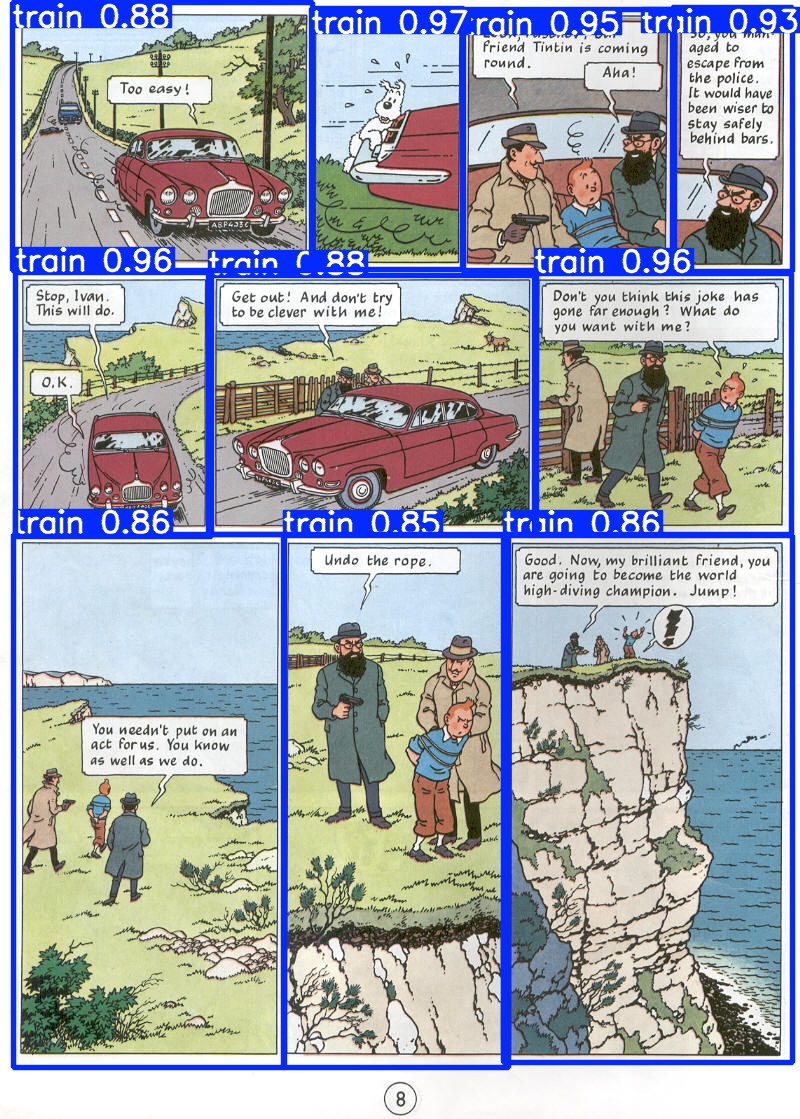 train 0.88
Too easy!
train 0.97
train 0.95
friend Tintin is coming
round.
Aha!
train 0.93
So, you man-
aged to
escape from
the police.
It would have
been wiser to
stay safely
behind bars.
train 0.96
Stop, Ivan.
This will do.
O.K.
train 0.88
Get out! And don't try
to be clever with me!
train 0.96
Don't you think this joke has
gone far enough? What do
you want with me?
train 0.86
You needn't put on an
act for us. You know
as well as we do.
train 0.85
Undo the rope.
train 0.86
Good. Now, my brilliant friend, you
are going to become the world
high-diving champion. Jump!
!
8